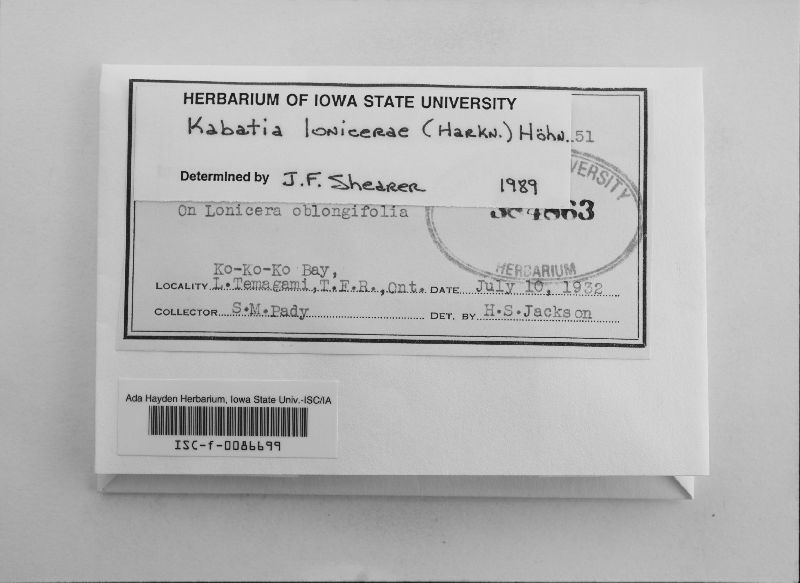 HERBARIUM OF IOWA STATE UNIVERSITY
Kabatia lonicerae (Harkn.) Höhn. 51
Determined by J.F. Shearer 1989
On Lonicera oblongifolia
HERBARIUM
Ko-Ko-Ko Bay,
LOCALITY L.Temagami,T.F.R.,Ont. DATE July 10, 1932
COLLECTOR S.M.Pady DET. BY H.S.Jackson
Ada Hayden Herbarium, Iowa State Univ.-ISC/IA
ISC-f-0086699